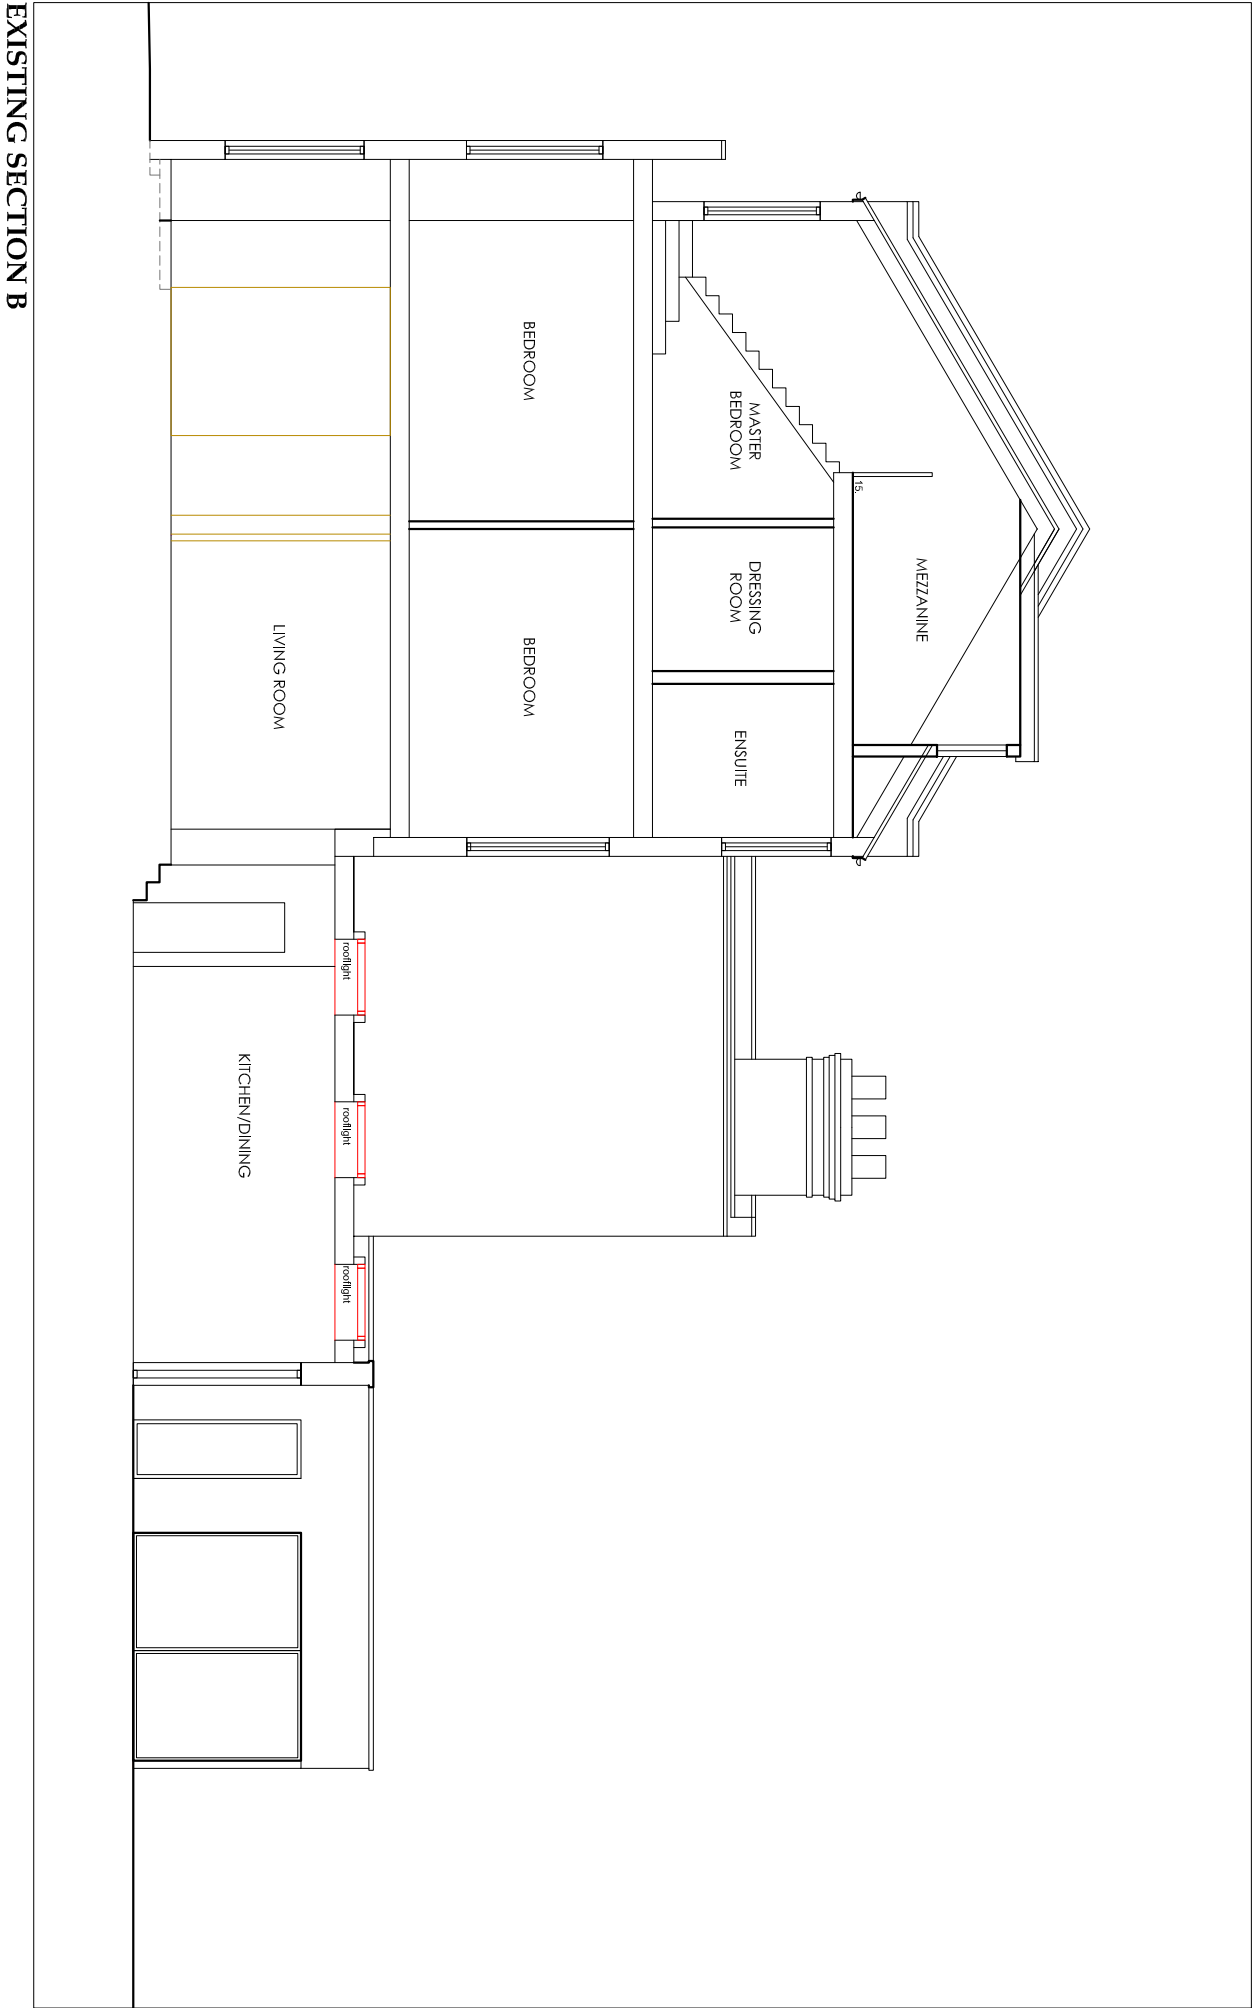 MEZZANINE
15.
MASTER
BEDROOM
DRESSING
ROOM
ENSUITE
BEDROOM
BEDROOM
LIVING ROOM
rooflight
rooflight
rooflight
KITCHEN/DINING
EXISTING SECTION B